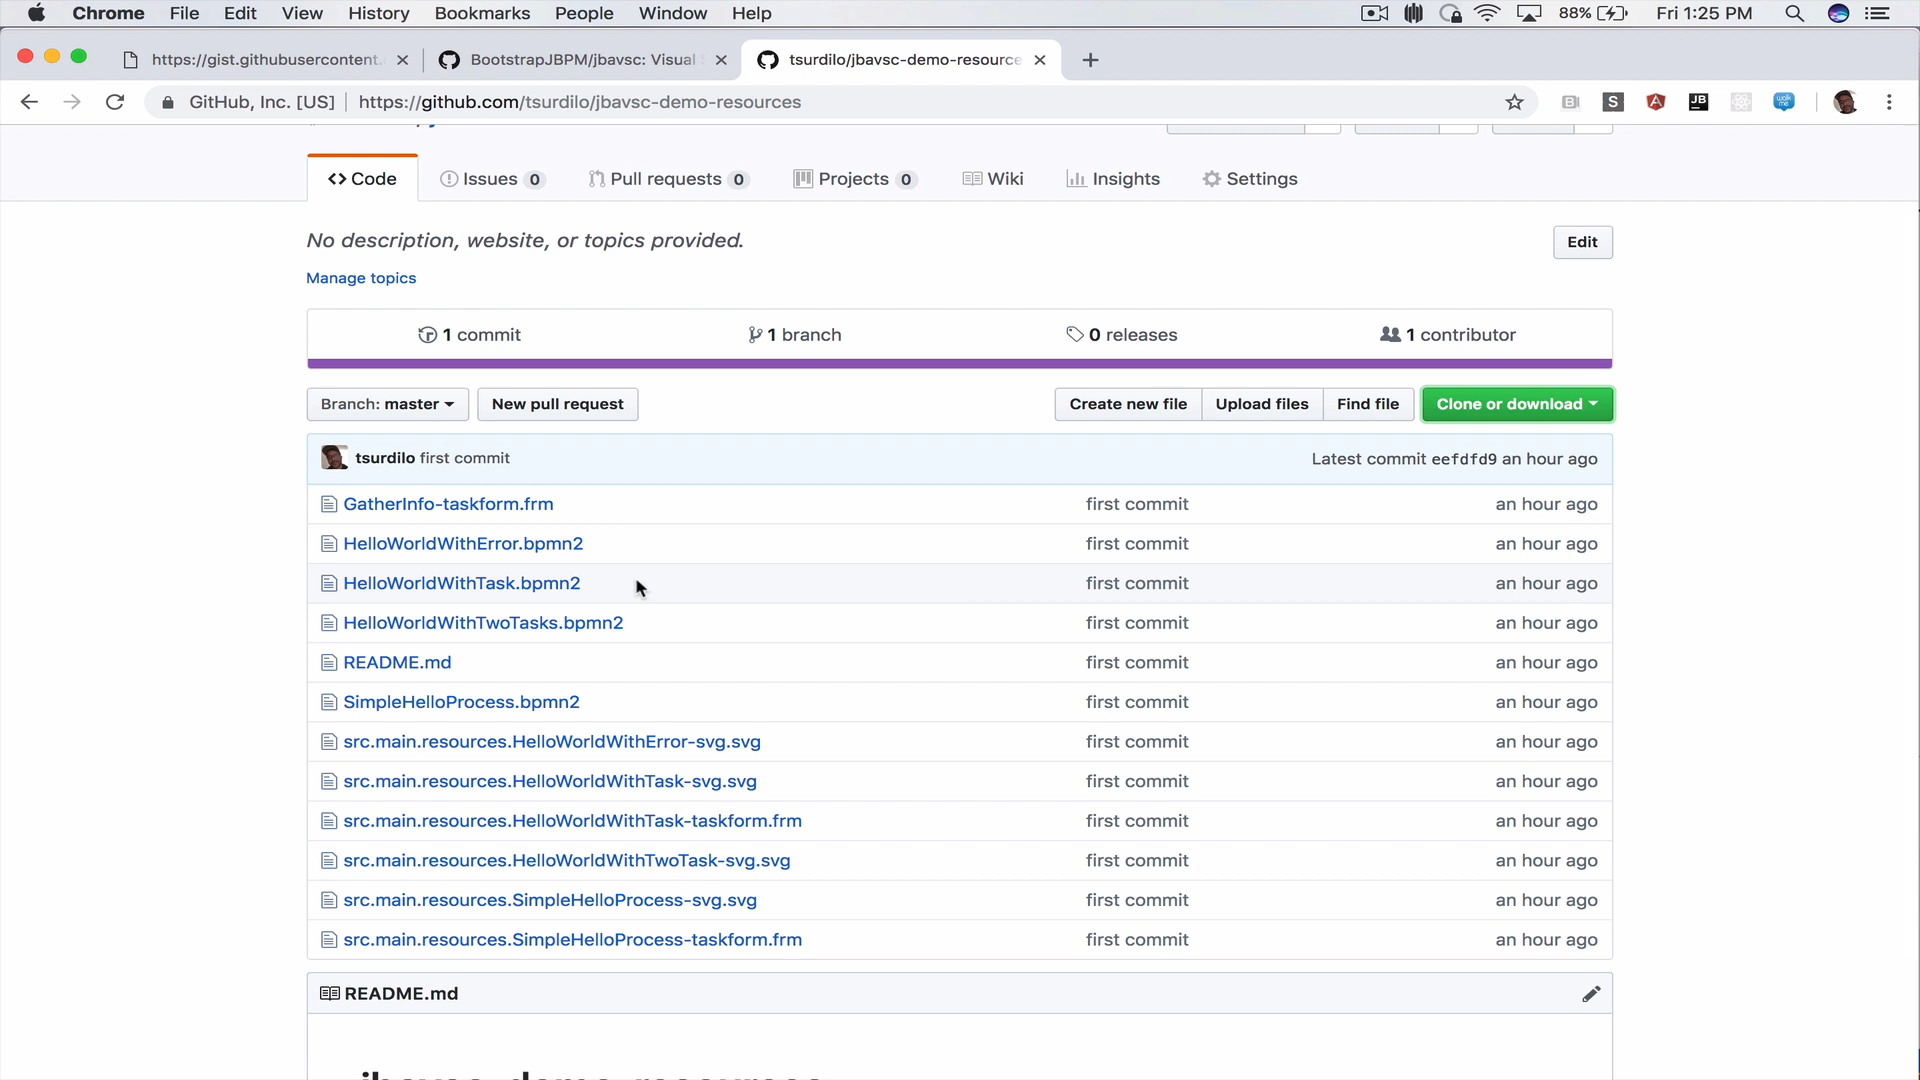 Chrome File Edit View History Bookmarks People Window Help 88% Fri 1:25 PM
https://gist.githubusercontent. BootstrapJBPM/jbavsc: Visual tsurdilo/jbavsc-demo-resource
GitHub, Inc. [US] https://github.com/tsurdilo/jbavsc-demo-resources
Code Issues 0 Pull requests 0 Projects 0 Wiki Insights Settings
No description, website, or topics provided. Edit
Manage topics
1 commit 1 branch 0 releases 1 contributor
Branch: master New pull request Create new file Upload files Find file Clone or download
tsurdilo first commit Latest commit eefdfd9 an hour ago
GatherInfo-taskform.frm first commit an hour ago
HelloWorldWithError.bpmn2 first commit an hour ago
HelloWorldWithTask.bpmn2 first commit an hour ago
HelloWorldWithTwoTasks.bpmn2 first commit an hour ago
README.md first commit an hour ago
SimpleHelloProcess.bpmn2 first commit an hour ago
src.main.resources.HelloWorldWithError-svg.svg first commit an hour ago
src.main.resources.HelloWorldWithTask-svg.svg first commit an hour ago
src.main.resources.HelloWorldWithTask-taskform.frm first commit an hour ago
src.main.resources.HelloWorldWithTwoTask-svg.svg first commit an hour ago
src.main.resources.SimpleHelloProcess-svg.svg first commit an hour ago
src.main.resources.SimpleHelloProcess-taskform.frm first commit an hour ago
README.md